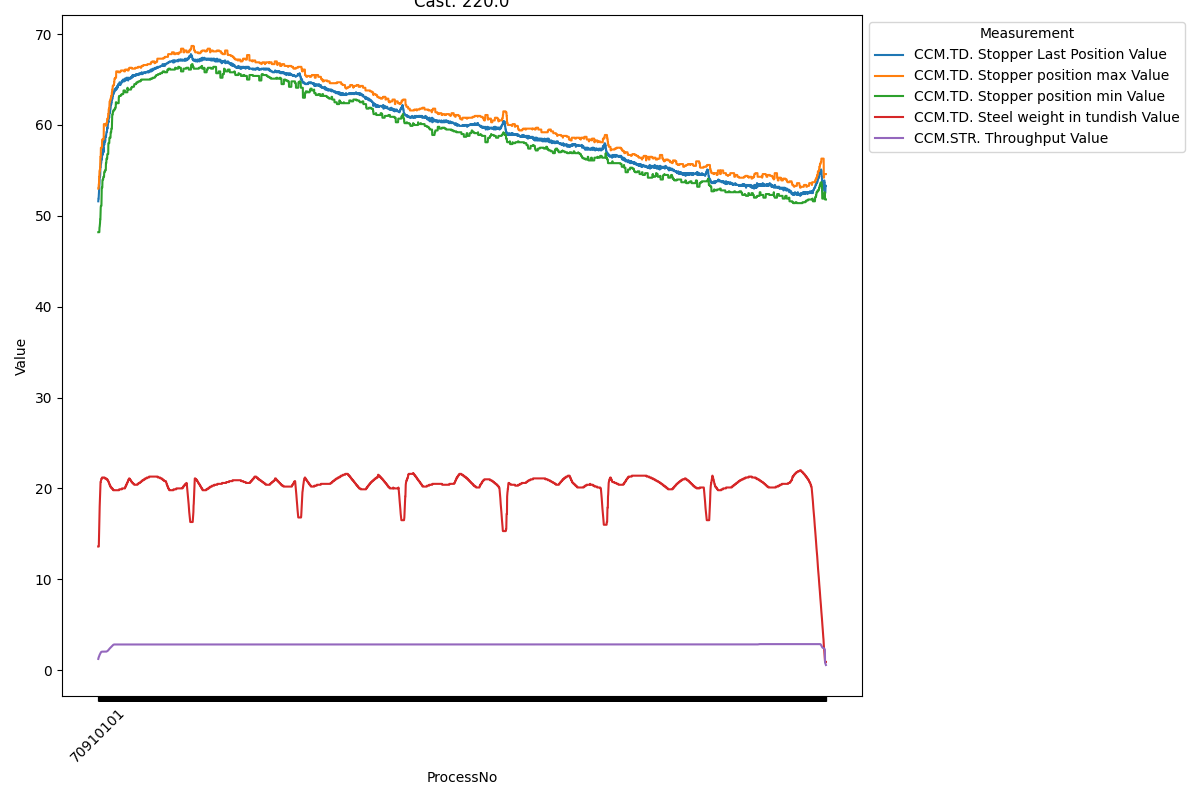 Cast: 220.0
Measurement
CCM.TD. Stopper Last Position Value
CCM.TD. Stopper position max Value
CCM.TD. Stopper position min Value
CCM.TD. Steel weight in tundish Value
CCM.STR. Throughput Value
70
60
50
40
30
20
10
0
Value
70910101
ProcessNo